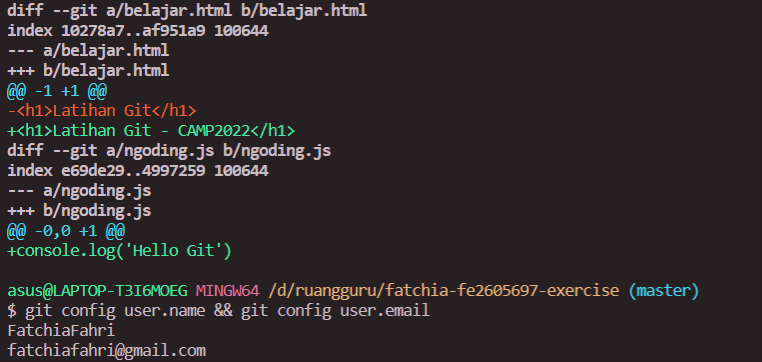 diff --git a/belajar.html b/belajar.html
index 10278a7..af951a9 100644
--- a/belajar.html
+++ b/belajar.html
@@ -1 +1 @@
-<h1>Latihan Git</h1>
+<h1>Latihan Git - CAMP2022</h1>
diff --git a/ngoding.js b/ngoding.js
index e69de29..4997259 100644
--- a/ngoding.js
+++ b/ngoding.js
@@ -0,0 +1 @@
+console.log('Hello Git')

asus@LAPTOP-T3I6MOEG MINGW64 /d/ruangguru/fatchia-fe2605697-exercise (master)
$ git config user.name && git config user.email
FatchiaFahri
fatchiafahri@gmail.com